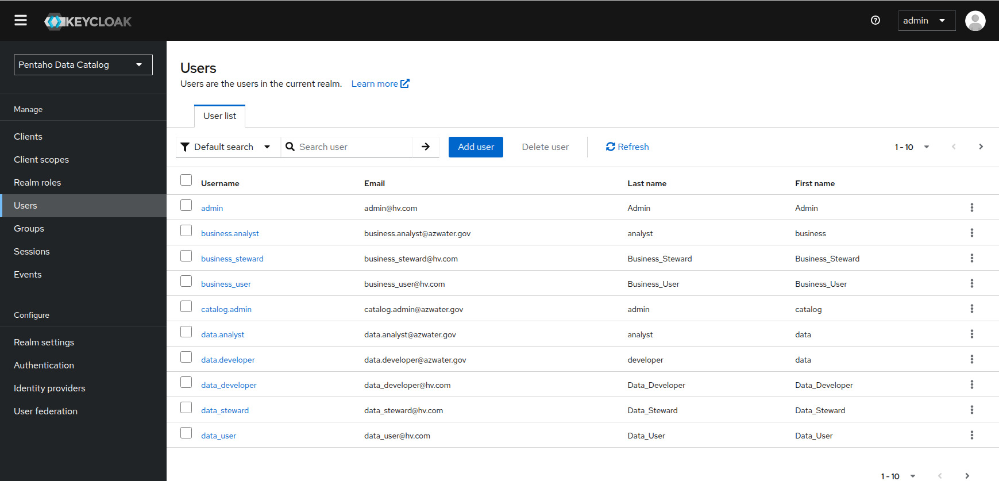 KEYCLOAK
admin
Pentaho Data Catalog
Manage
Clients
Client scopes
Realm roles
Users
Groups
Sessions
Events
Configure
Realm settings
Authentication
Identity providers
User federation
Users
Users are the users in the current realm. Learn more
User list
Default search Search user Add user Delete user Refresh 1 - 10
Username Email Last name First name
admin admin@hv.com Admin Admin
business.analyst business.analyst@azwater.gov analyst business
business_steward business_steward@hv.com Business_Steward Business_Steward
business_user business_user@hv.com Business_User Business_User
catalog.admin catalog.admin@azwater.gov admin catalog
data.analyst data.analyst@azwater.gov analyst data
data.developer data.developer@azwater.gov developer data
data_developer data_developer@hv.com Data_Developer Data_Developer
data_steward data_steward@hv.com Data_Steward Data_Steward
data_user data_user@hv.com Data_User Data_User
1 - 10